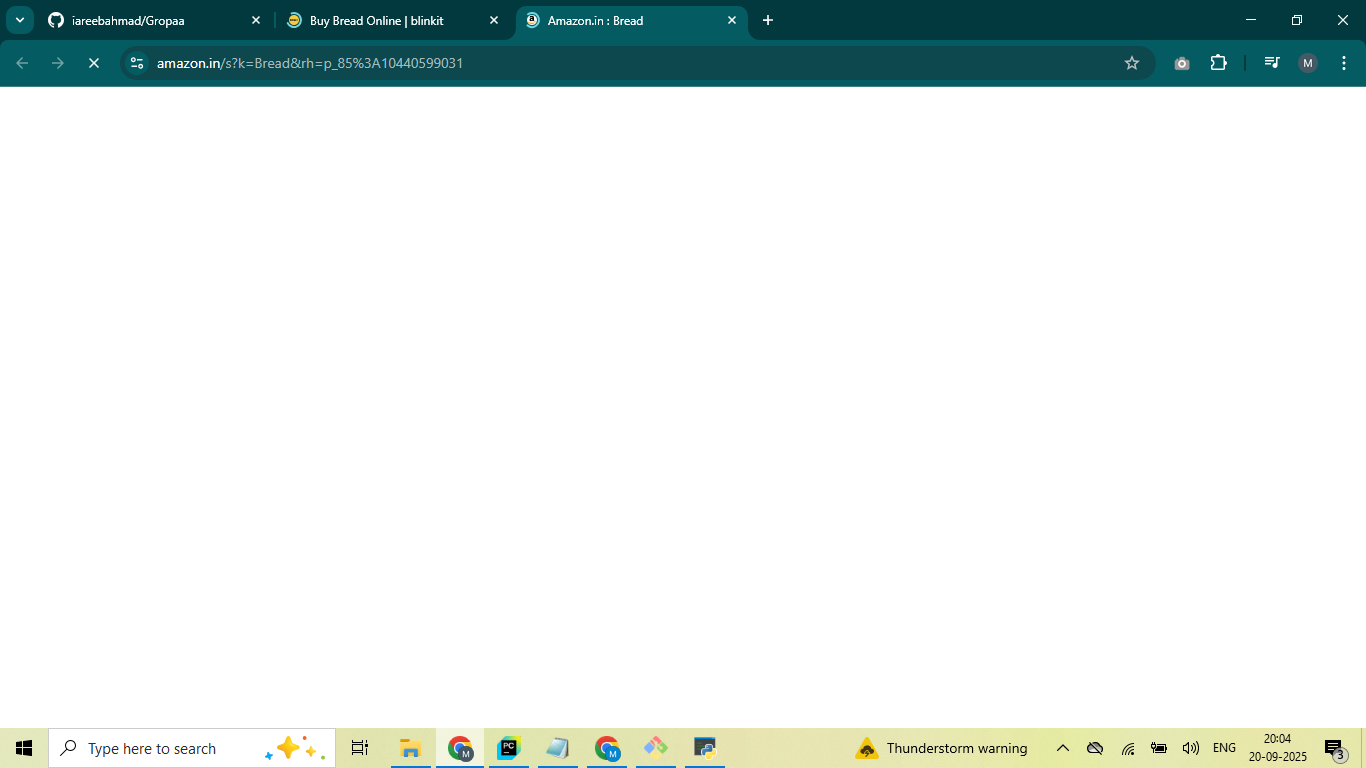 iareebahmad/Gropaa
Buy Bread Online | blinkit
Amazon.in : Bread
amazon.in/s?k=Bread&rh=p_85%3A10440599031
M
Type here to search
M
PC
M
Thunderstorm warning
ENG
20:04
20-09-2025
3